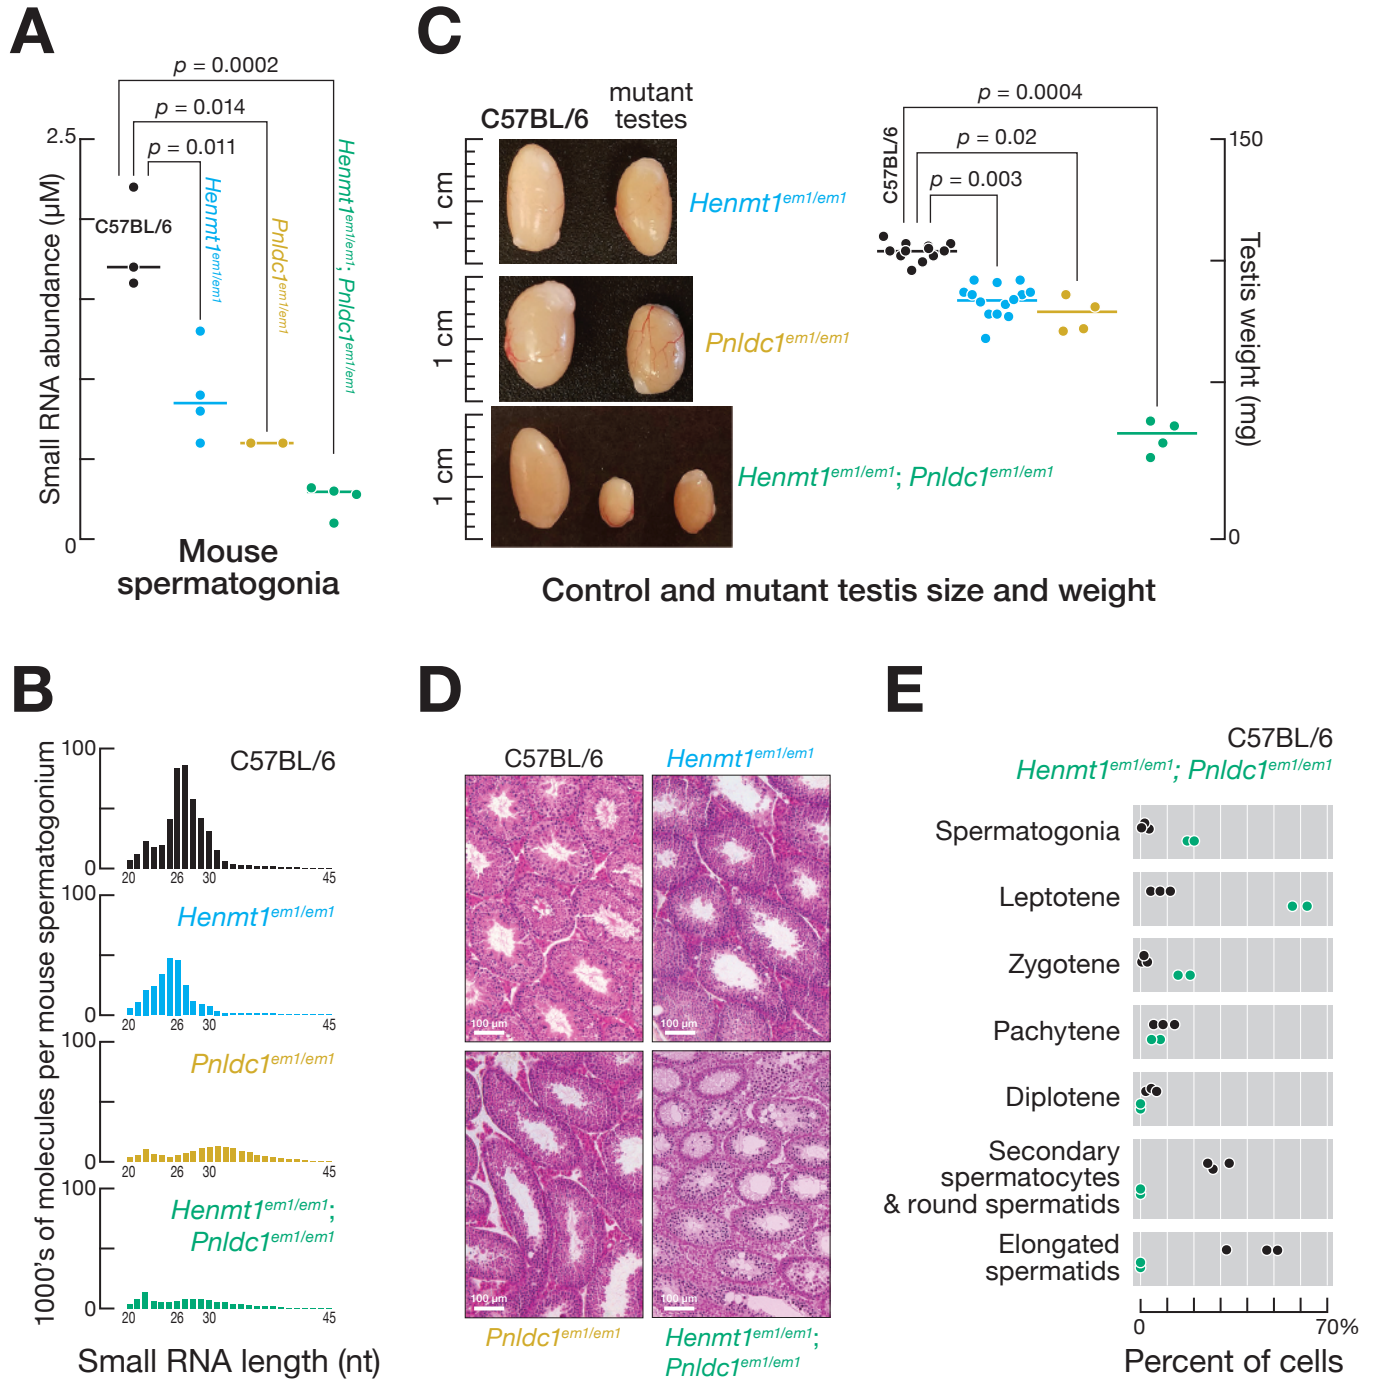 A
p = 0.0002
p = 0.014
p = 0.011
2.5
0
Small RNA abundance (µM)
C57BL/6
Henmt1em1/em1
Pnldc1em1/em1
Henmt1em1/em1; Pnldc1em1/em1
Mouse
spermatogonia
C
C57BL/6
mutant
testes
1 cm
1 cm
1 cm
Henmt1em1/em1
Pnldc1em1/em1
Henmt1em1/em1; Pnldc1em1/em1
p = 0.0004
p = 0.02
p = 0.003
C57BL/6
150
0
Testis weight (mg)
Control and mutant testis size and weight
B
1000's of molecules per mouse spermatogonium
100
0
C57BL/6
20 26 30 45
100
0
Henmt1em1/em1
20 26 30 45
100
0
Pnldc1em1/em1
20 26 30 45
100
0
Henmt1em1/em1;
Pnldc1em1/em1
20 26 30 45
Small RNA length (nt)
D
C57BL/6
Henmt1em1/em1
100 µm
100 µm
100 µm
100 µm
Pnldc1em1/em1
Henmt1em1/em1;
Pnldc1em1/em1
E
C57BL/6
Henmt1em1/em1; Pnldc1em1/em1
Spermatogonia
Leptotene
Zygotene
Pachytene
Diplotene
Secondary
spermatocytes
& round spermatids
Elongated
spermatids
0 70%
Percent of cells